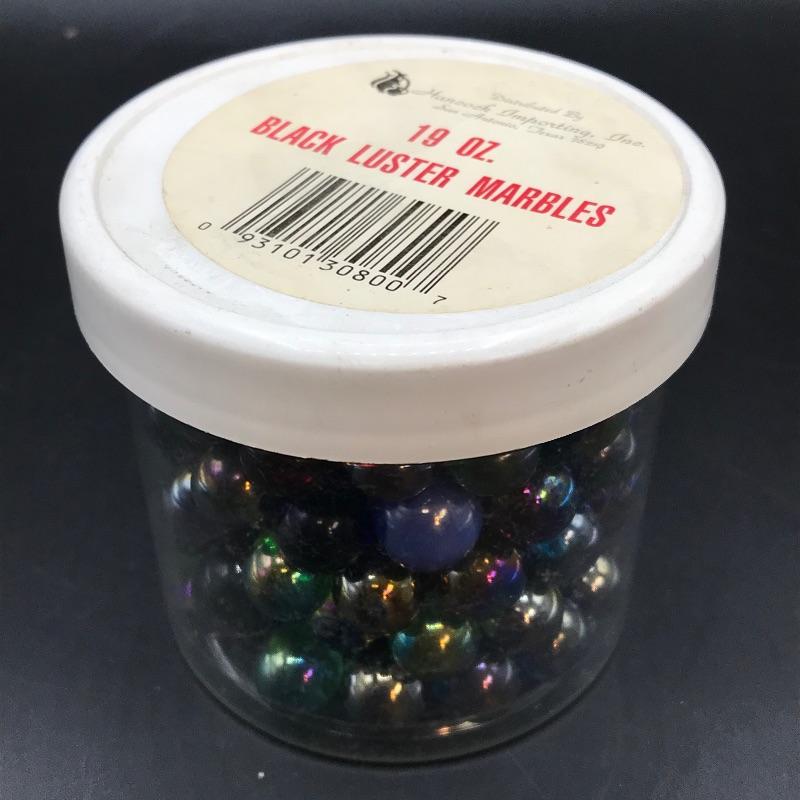 Distributed By
Hancock Importing, Inc.
San Antonio, Texas
19 OZ.
BLACK LUSTER MARBLES
0 93101 30800 7